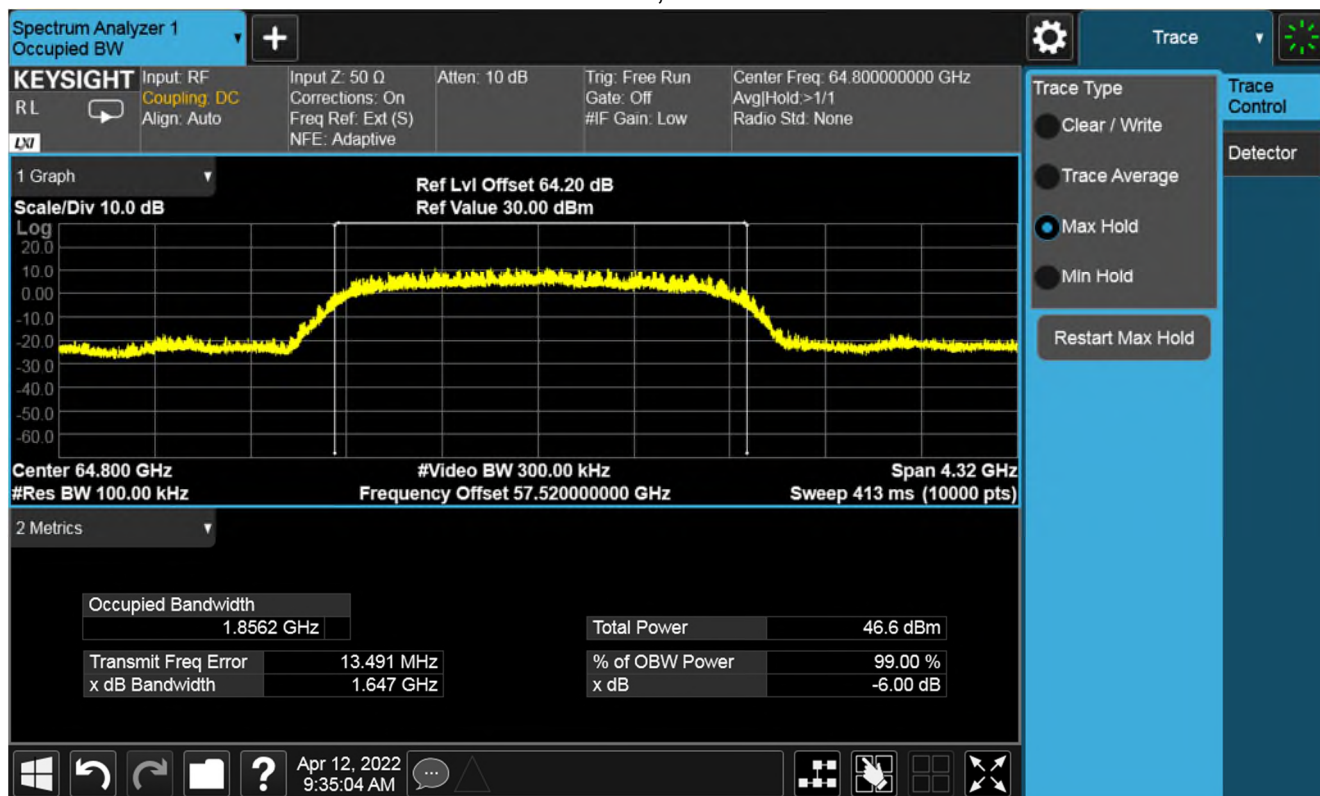 Spectrum Analyzer 1
Occupied BW
Trace
KEYSIGHT
RL
LXI
Input: RF
Coupling: DC
Align: Auto
Input Z: 50 Ω
Corrections: On
Freq Ref: Ext (S)
NFE: Adaptive
Atten: 10 dB
Trig: Free Run
Gate: Off
#IF Gain: Low
Center Freq: 64.800000000 GHz
Avg|Hold:>1/1
Radio Std: None
Trace Type
Clear / Write
Trace Average
Max Hold
Min Hold
Restart Max Hold
Trace
Control
Detector
1 Graph
Scale/Div 10.0 dB
Ref Lvl Offset 64.20 dB
Ref Value 30.00 dBm
Log
20.0
10.0
0.00
-10.0
-20.0
-30.0
-40.0
-50.0
-60.0
Center 64.800 GHz
#Video BW 300.00 kHz
Span 4.32 GHz
#Res BW 100.00 kHz
Frequency Offset 57.520000000 GHz
Sweep 413 ms (10000 pts)
2 Metrics
Occupied Bandwidth
1.8562 GHz
Total Power 46.6 dBm
Transmit Freq Error 13.491 MHz
% of OBW Power 99.00 %
x dB Bandwidth 1.647 GHz
x dB -6.00 dB
?
Apr 12, 2022
9:35:04 AM